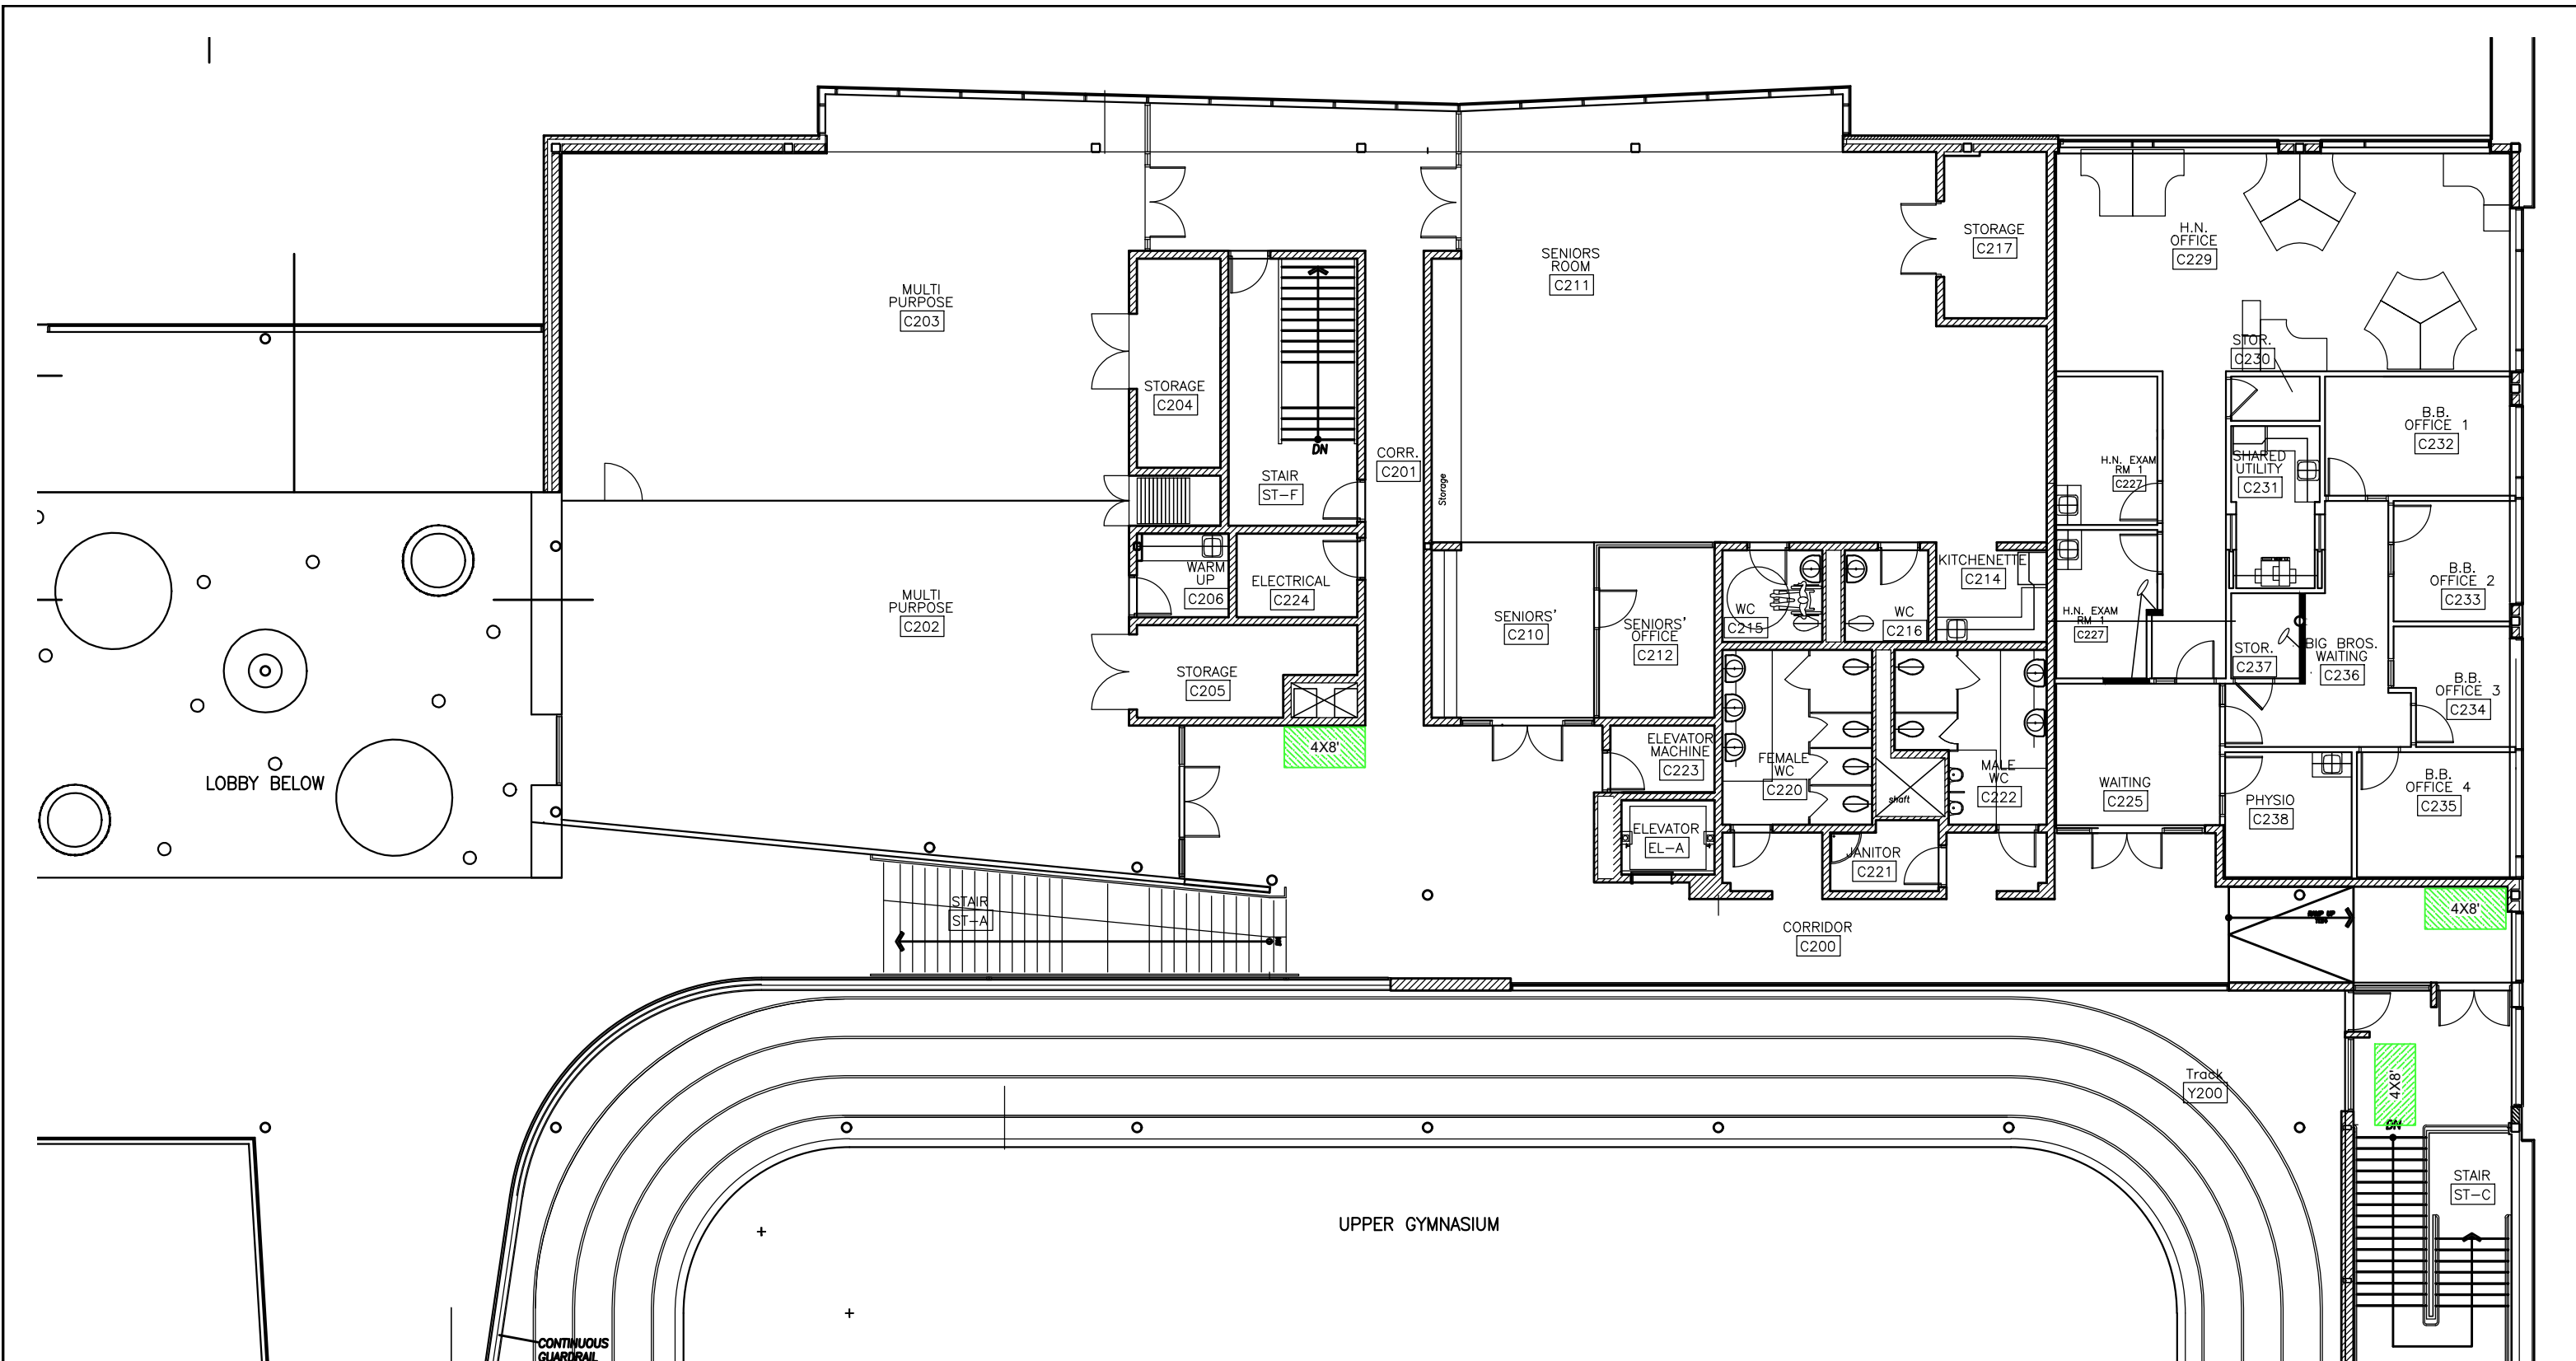 MULTI
PURPOSE
C203
STORAGE
C204
DN
STAIR
ST-F
CORR.
C201
Storage
SENIORS
ROOM
C211
STORAGE
C217
H.N.
OFFICE
C229
STOR.
C230
B.B.
OFFICE 1
C232
SHARED
UTILITY
C231
H.N. EXAM
RM 1
C227
MULTI
PURPOSE
C202
WARM
UP
C206
ELECTRICAL
C224
STORAGE
C205
SENIORS'
C210
SENIORS'
OFFICE
C212
WC
C215
WC
C216
KITCHENETTE
C214
H.N. EXAM
RM 1
C227
B.B.
OFFICE 2
C233
STOR.
C237
BIG BROS.
WAITING
C236
B.B.
OFFICE 3
C234
LOBBY BELOW
4X8'
ELEVATOR
MACHINE
C223
FEMALE
WC
C220
shaft
MALE
WC
C222
WAITING
C225
PHYSIO
C238
B.B.
OFFICE 4
C235
ELEVATOR
EL-A
JANITOR
C221
STAIR
ST-A
CORRIDOR
C200
4X8'
Track
Y200
4X8'
DN
STAIR
ST-C
UPPER GYMNASIUM
CONTINUOUS
GUARDRAIL